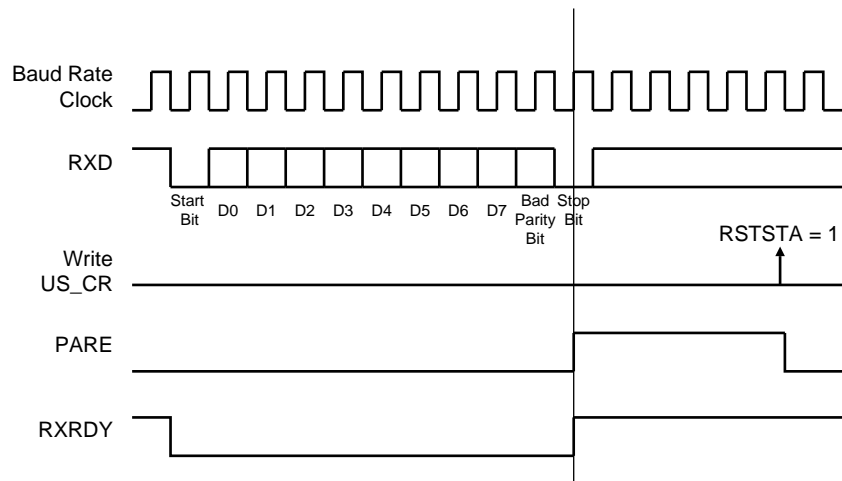 Baud Rate
Clock
RXD
Start
Bit
D0
D1
D2
D3
D4
D5
D6
D7
Bad
Parity
Bit
Stop
Bit
RSTSTA = 1
Write
US_CR
PARE
RXRDY